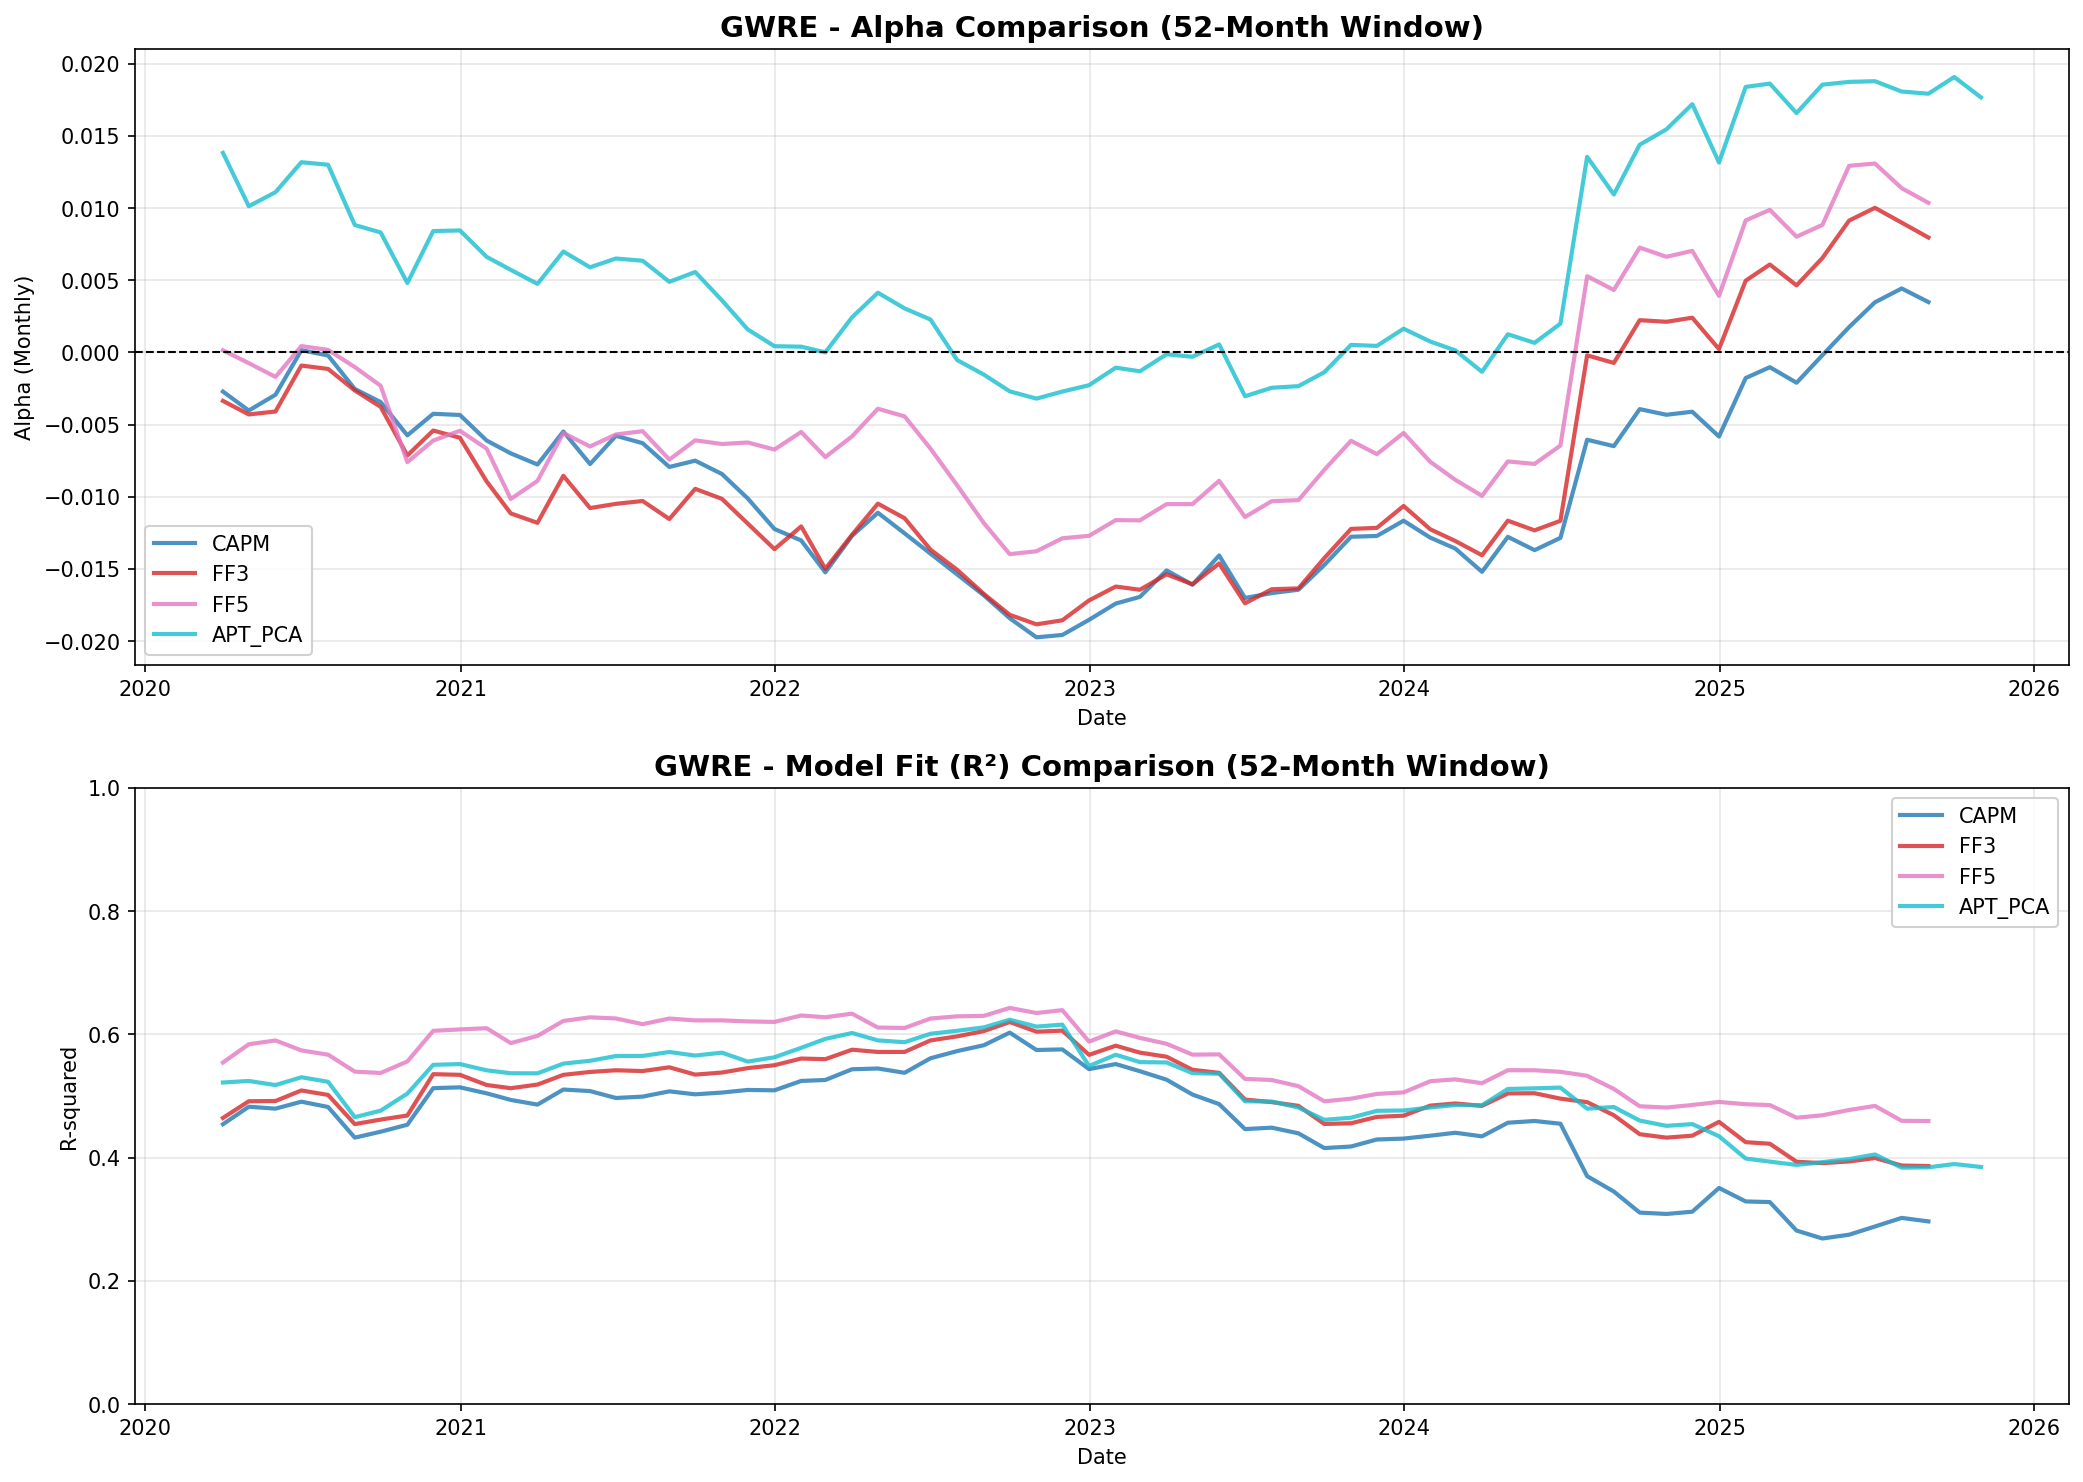 GWRE - Alpha Comparison (52-Month Window)
Alpha (Monthly)
0.020
0.015
0.010
0.005
0.000
−0.005
−0.010
−0.015
−0.020
CAPM
FF3
FF5
APT_PCA
2020 2021 2022 2023 2024 2025 2026
Date
GWRE - Model Fit (R²) Comparison (52-Month Window)
R-squared
1.0
0.8
0.6
0.4
0.2
0.0
CAPM
FF3
FF5
APT_PCA
2020 2021 2022 2023 2024 2025 2026
Date